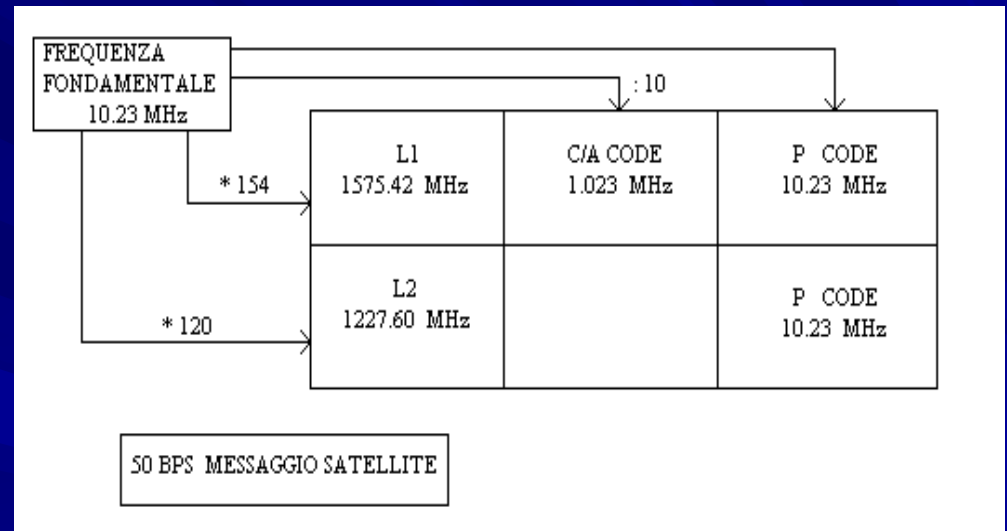 FREQUENZA
FONDAMENTALE
10.23 MHz
: 10
* 154
L1
1575.42 MHz
C/A CODE
1.023 MHz
P CODE
10.23 MHz
* 120
L2
1227.60 MHz
P CODE
10.23 MHz
50 BPS MESSAGGIO SATELLITE